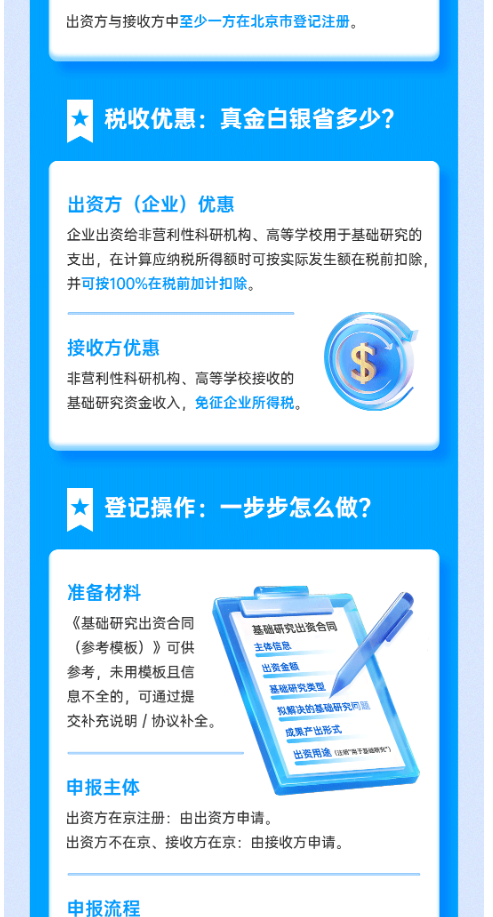 出资方与接收方中至少一方在北京市登记注册。
税收优惠：真金白银省多少？
出资方（企业）优惠
企业出资给非营利性科研机构、高等学校用于基础研究的
支出，在计算应纳税所得额时可按实际发生额在税前扣除，
并可按100%在税前加计扣除。
接收方优惠
非营利性科研机构、高等学校接收的
基础研究资金收入，免征企业所得税。
登记操作：一步步怎么做？
准备材料
《基础研究出资合同
（参考模板）》可供
参考，未用模板且信
息不全的，可通过提
交补充说明 / 协议补全。
基础研究出资合同
主体信息
出资金额
基础研究类型
拟解决的基础研究问题
成果产出形式
出资用途（注明“用于基础研究”）
申报主体
出资方在京注册：由出资方申请。
出资方不在京、接收方在京：由接收方申请。
申报流程